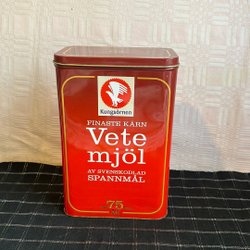 Kungsörnen
FINASTE KÄRN
Vete
mjöl
AV SVENSKODLAD
SPANNMÅL
75